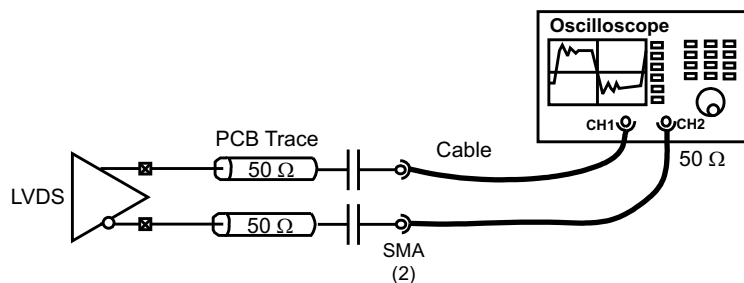 Oscilloscope
CH1
CH2
PCB Trace
Cable
50 Ω
50 Ω
LVDS
50 Ω
SMA
(2)